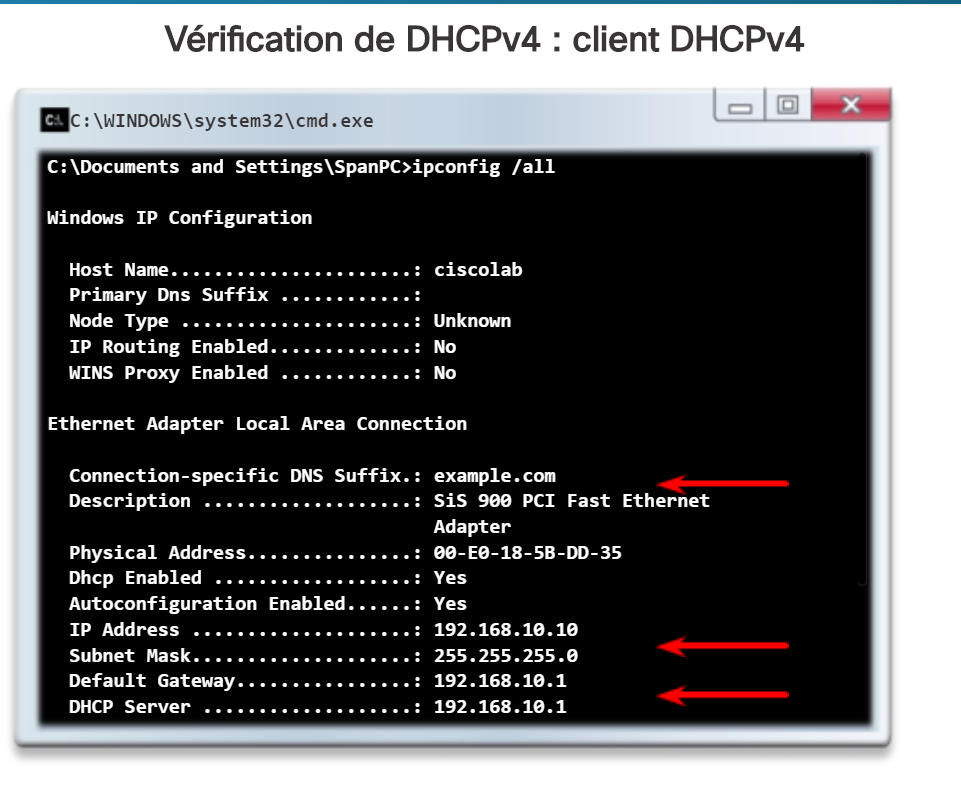 Vérification de DHCPv4 : client DHCPv4
C:\WINDOWS\system32\cmd.exe
C:\Documents and Settings\SpanPC>ipconfig /all
Windows IP Configuration
Host Name......................: ciscolab
Primary Dns Suffix ............:
Node Type .....................: Unknown
IP Routing Enabled.............: No
WINS Proxy Enabled ............: No
Ethernet Adapter Local Area Connection
Connection-specific DNS Suffix.: example.com
Description ...................: SiS 900 PCI Fast Ethernet
Adapter
Physical Address...............: 00-E0-18-5B-DD-35
Dhcp Enabled ..................: Yes
Autoconfiguration Enabled......: Yes
IP Address ....................: 192.168.10.10
Subnet Mask....................: 255.255.255.0
Default Gateway................: 192.168.10.1
DHCP Server ...................: 192.168.10.1